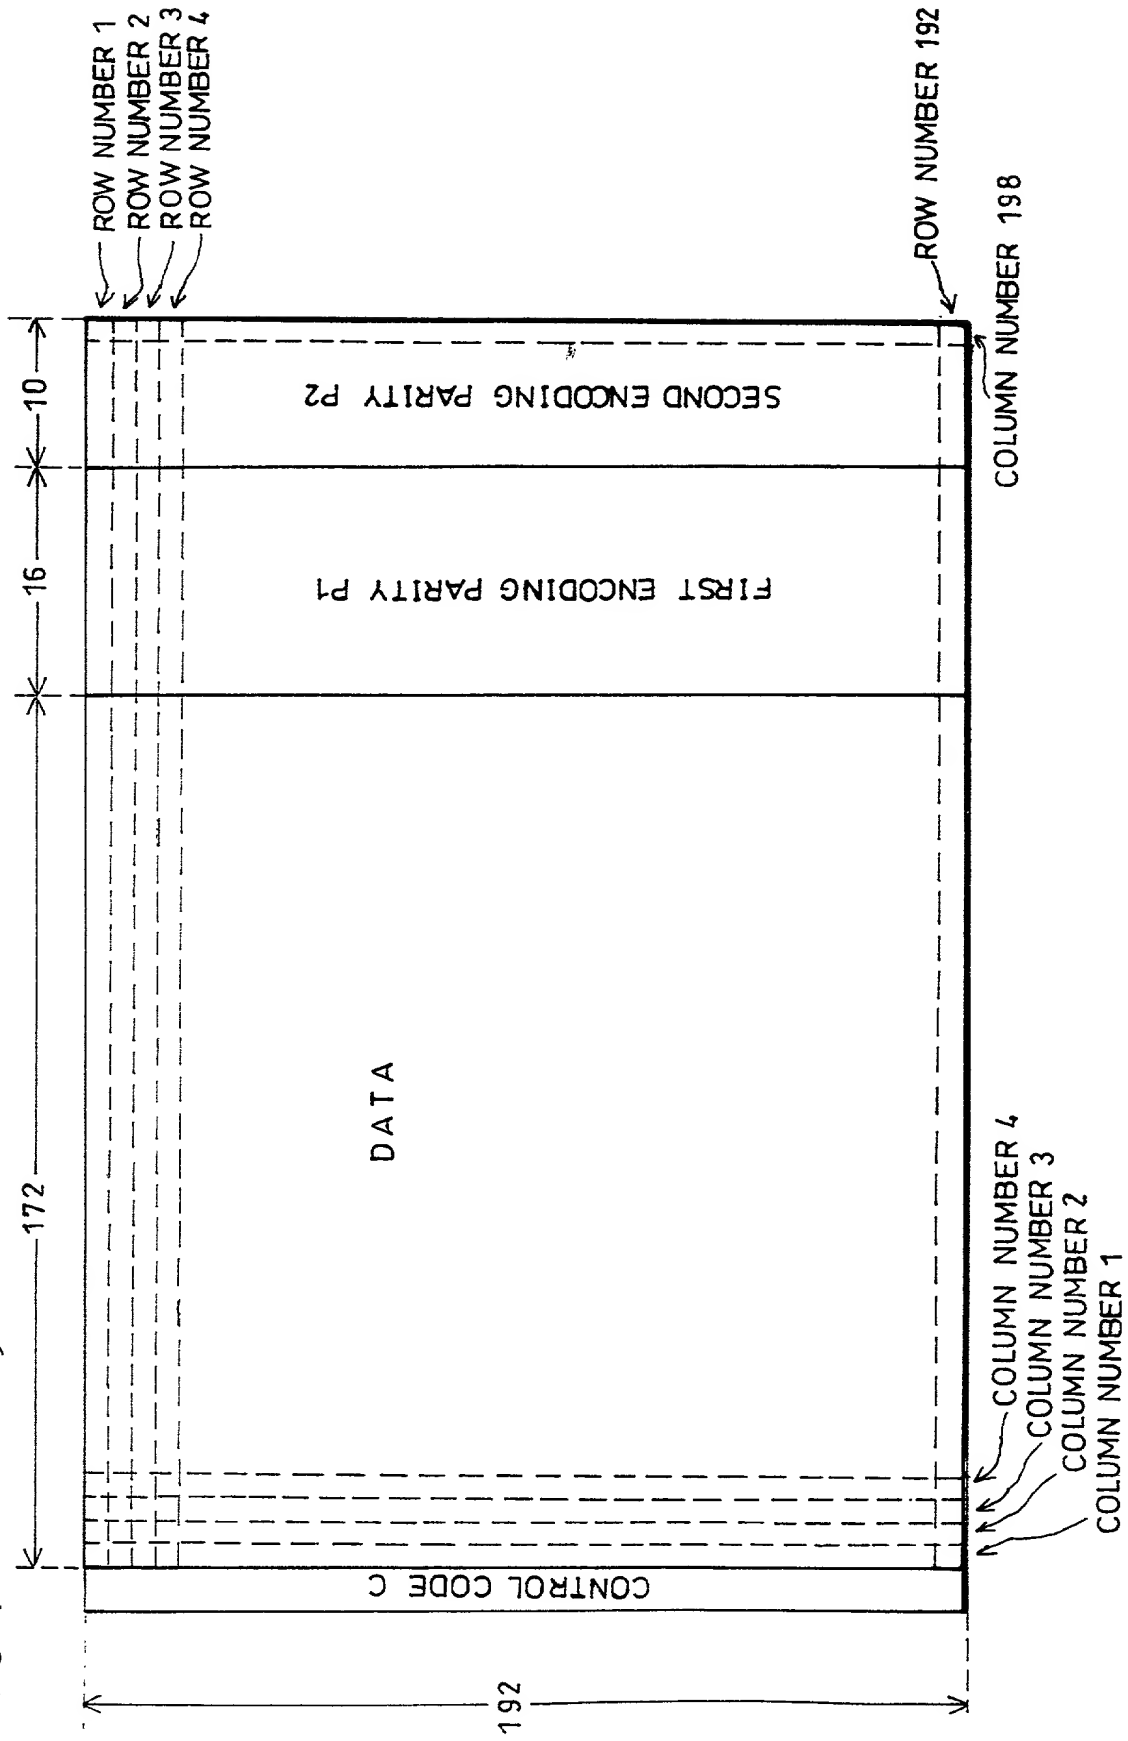 ROW NUMBER 1
ROW NUMBER 2
ROW NUMBER 3
ROW NUMBER 4
ROW NUMBER 192
COLUMN NUMBER 198
10
16
172
192
SECOND ENCODING PARITY P2
FIRST ENCODING PARITY P1
DATA
CONTROL CODE C
COLUMN NUMBER 4
COLUMN NUMBER 3
COLUMN NUMBER 2
COLUMN NUMBER 1